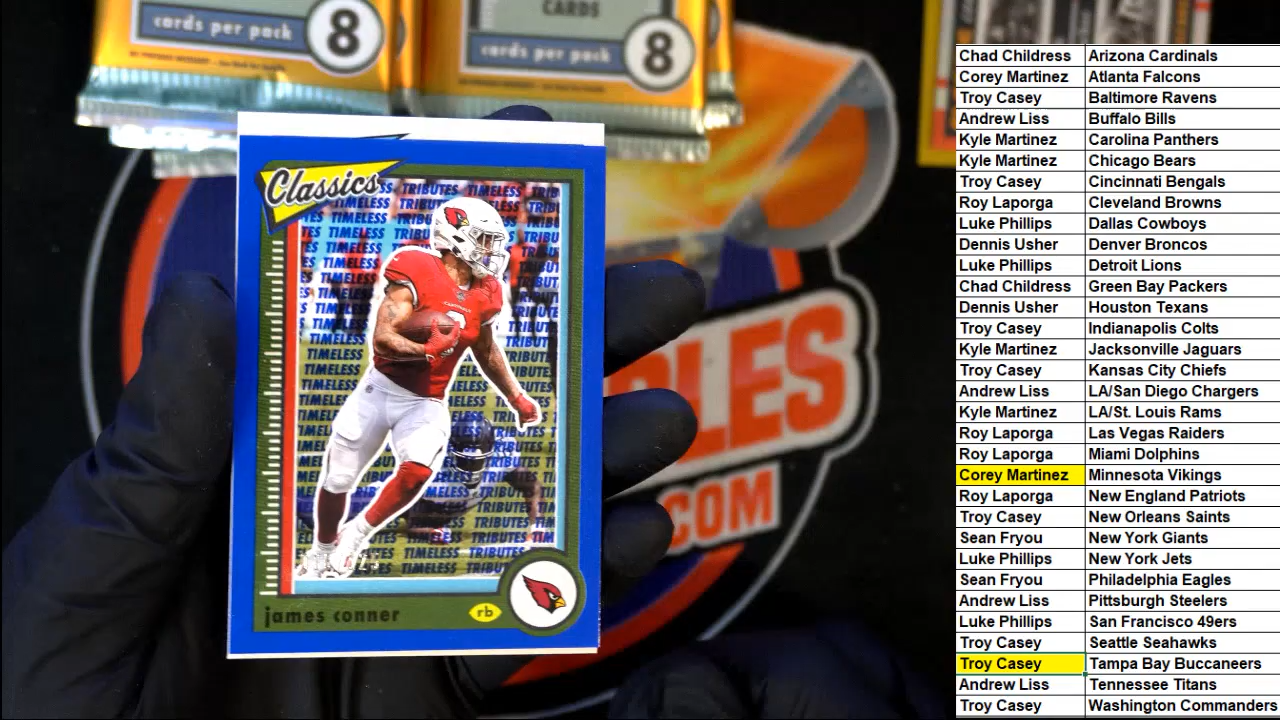 cards per pack 8
CARDS
cards per pack 8
Classics
TRIBUTES TIMELESS
TIMELESS TRIBUTES
james conner
rb
PLES
.COM
Chad Childress Arizona Cardinals
Corey Martinez Atlanta Falcons
Troy Casey Baltimore Ravens
Andrew Liss Buffalo Bills
Kyle Martinez Carolina Panthers
Kyle Martinez Chicago Bears
Troy Casey Cincinnati Bengals
Roy Laporga Cleveland Browns
Luke Phillips Dallas Cowboys
Dennis Usher Denver Broncos
Luke Phillips Detroit Lions
Chad Childress Green Bay Packers
Dennis Usher Houston Texans
Troy Casey Indianapolis Colts
Kyle Martinez Jacksonville Jaguars
Troy Casey Kansas City Chiefs
Andrew Liss LA/San Diego Chargers
Kyle Martinez LA/St. Louis Rams
Roy Laporga Las Vegas Raiders
Roy Laporga Miami Dolphins
Corey Martinez Minnesota Vikings
Roy Laporga New England Patriots
Troy Casey New Orleans Saints
Sean Fryou New York Giants
Luke Phillips New York Jets
Sean Fryou Philadelphia Eagles
Andrew Liss Pittsburgh Steelers
Luke Phillips San Francisco 49ers
Troy Casey Seattle Seahawks
Troy Casey Tampa Bay Buccaneers
Andrew Liss Tennessee Titans
Troy Casey Washington Commanders